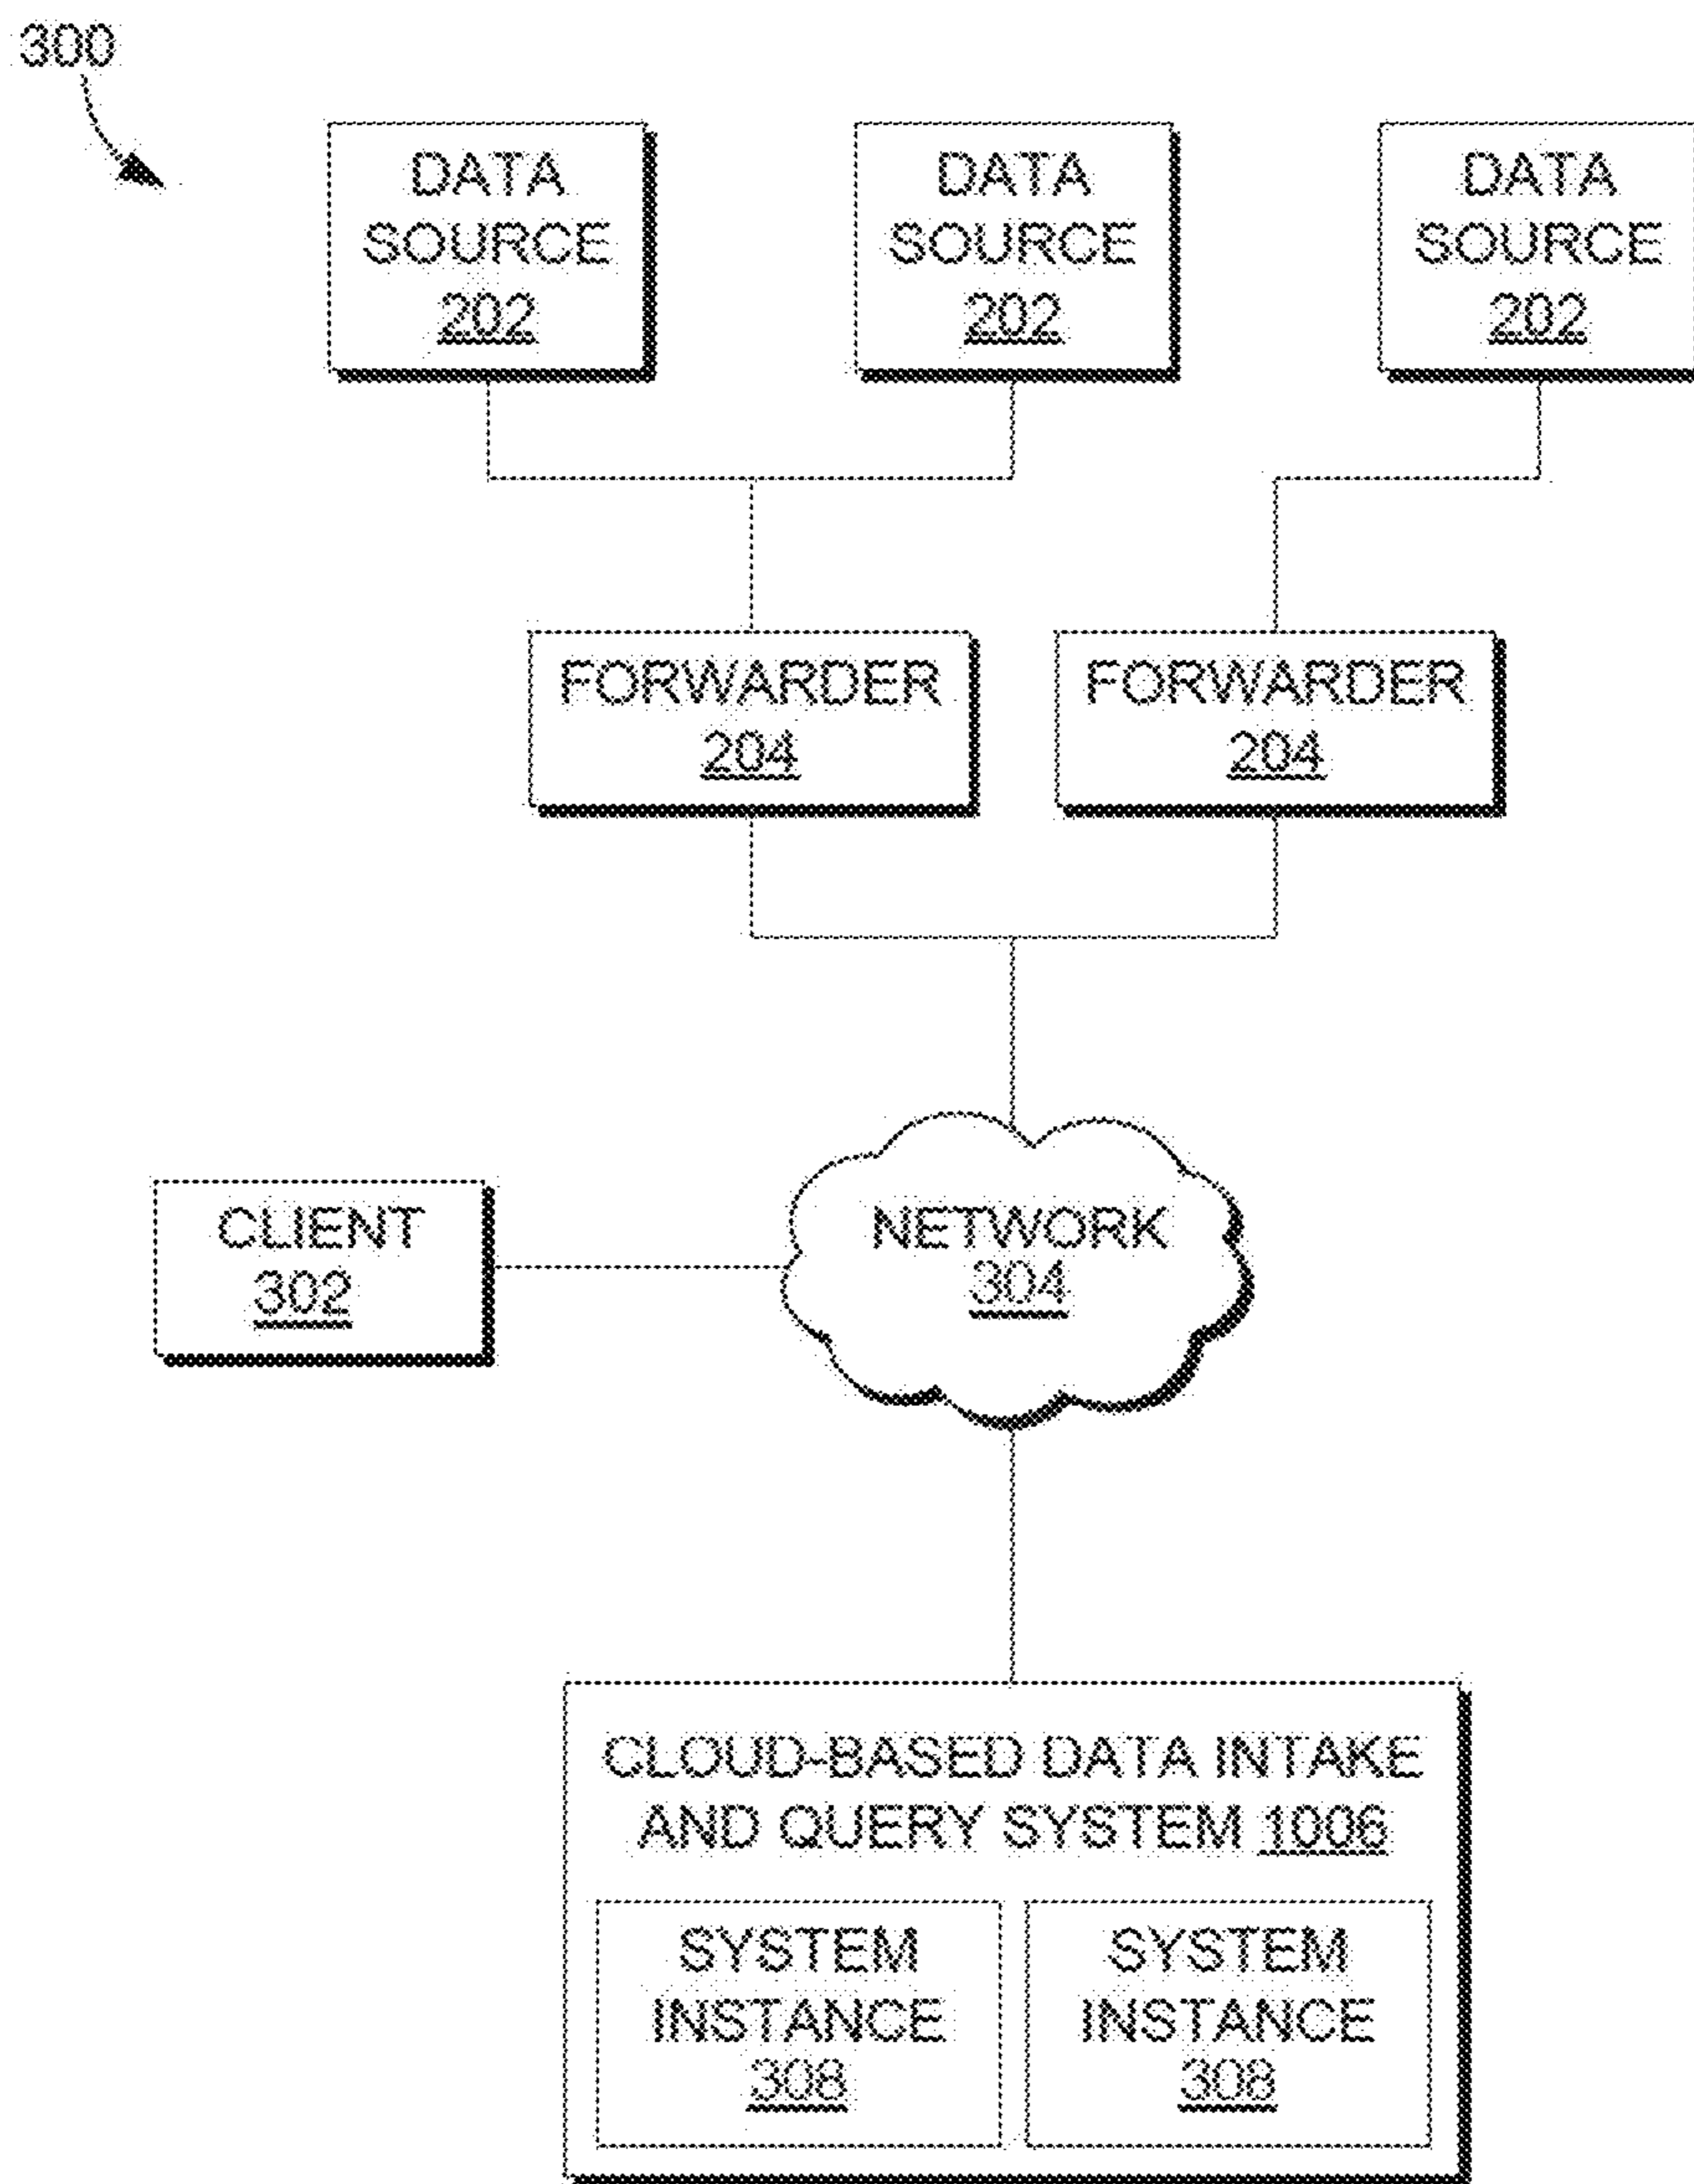 300
DATA
SOURCE
202
DATA
SOURCE
202
DATA
SOURCE
202
FORWARDER
204
FORWARDER
204
CLIENT
302
NETWORK
304
CLOUD-BASED DATA INTAKE
AND QUERY SYSTEM 1006
SYSTEM
INSTANCE
308
SYSTEM
INSTANCE
308